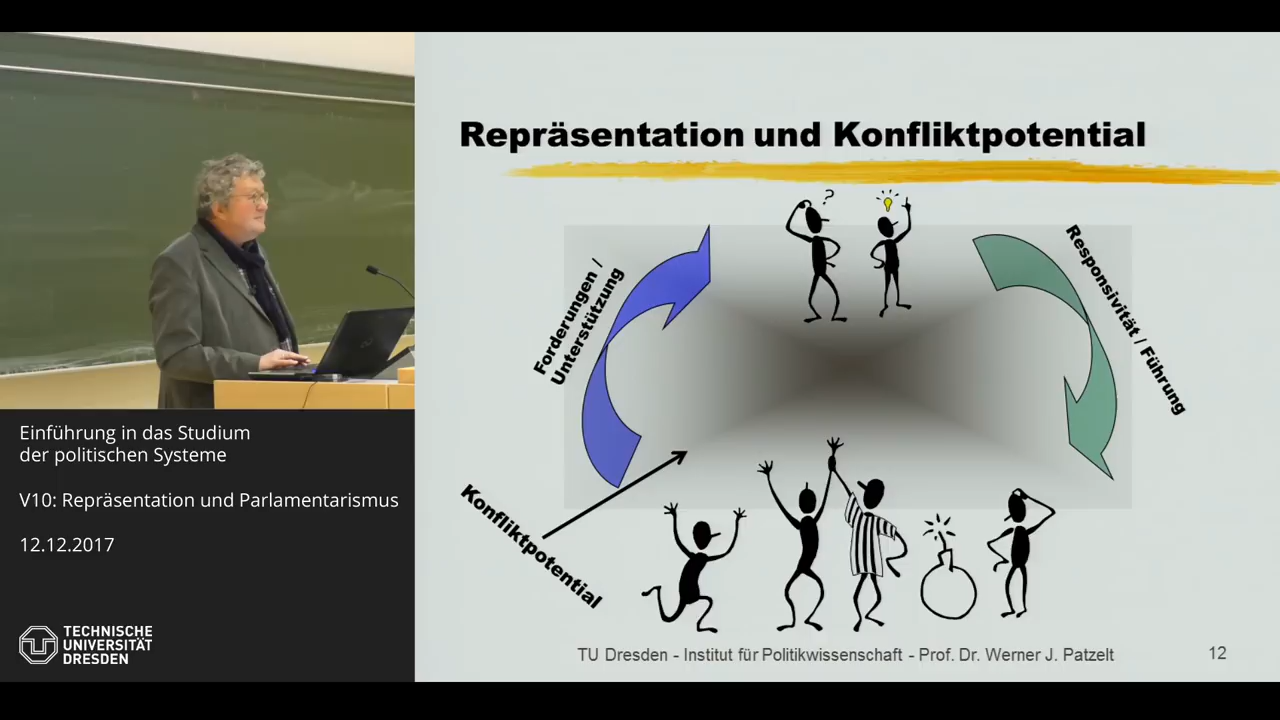 Repräsentation und Konfliktpotential
?
Forderungen /
Unterstützung
Responsivität / Führung
Konfliktpotential
TU Dresden - Institut für Politikwissenschaft - Prof. Dr. Werner J. Patzelt
12
Einführung in das Studium
der politischen Systeme
V10: Repräsentation und Parlamentarismus
12.12.2017
TECHNISCHE
UNIVERSITÄT
DRESDEN